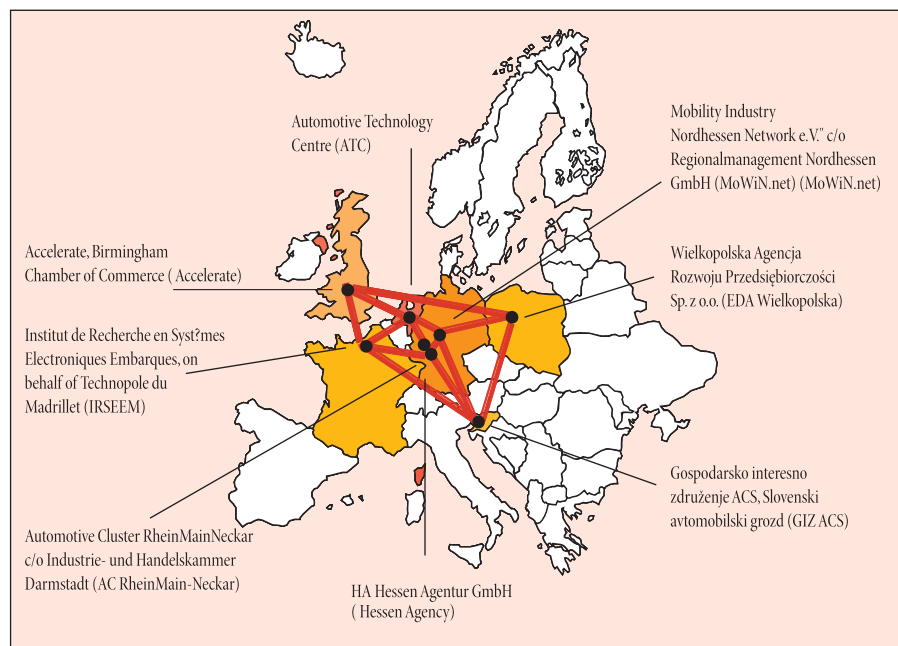 Automotive Technology
Centre (ATC)
Mobility Industry
Nordhessen Network e.V." c/o
Regionalmanagement Nordhessen
GmbH (MoWiN.net) (MoWiN.net)
Accelerate, Birmingham
Chamber of Commerce ( Accelerate)
Wielkopolska Agencja
Rozwoju Przedsiębiorczości
Sp. z o.o. (EDA Wielkopolska)
Institut de Recherche en Syst?mes
Electroniques Embarques, on
behalf of Technopole du
Madrillet (IRSEEM)
Gospodarsko interesno
združenje ACS, Slovenski
avtomobilski grozd (GIZ ACS)
Automotive Cluster RheinMainNeckar
c/o Industrie- und Handelskammer
Darmstadt (AC RheinMain-Neckar)
HA Hessen Agentur GmbH
( Hessen Agency)